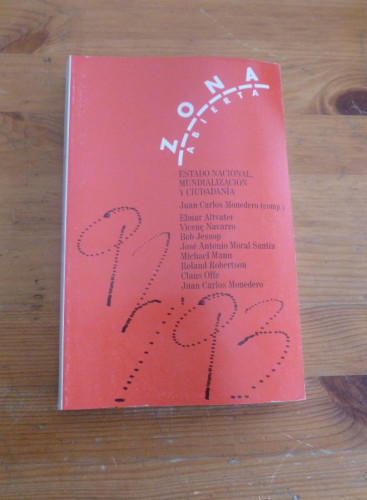 ZONA
ABIERTA
ESTADO NACIONAL,
MUNDIALIZACIÓN
Y CIUDADANÍA
Juan Carlos Monedero (comp.)
Elmar Altvater
Vicenç Navarro
Bob Jessop
José Antonio Moral Santín
Michael Mann
Roland Robertson
Claus Offe
Juan Carlos Monedero
92
/93